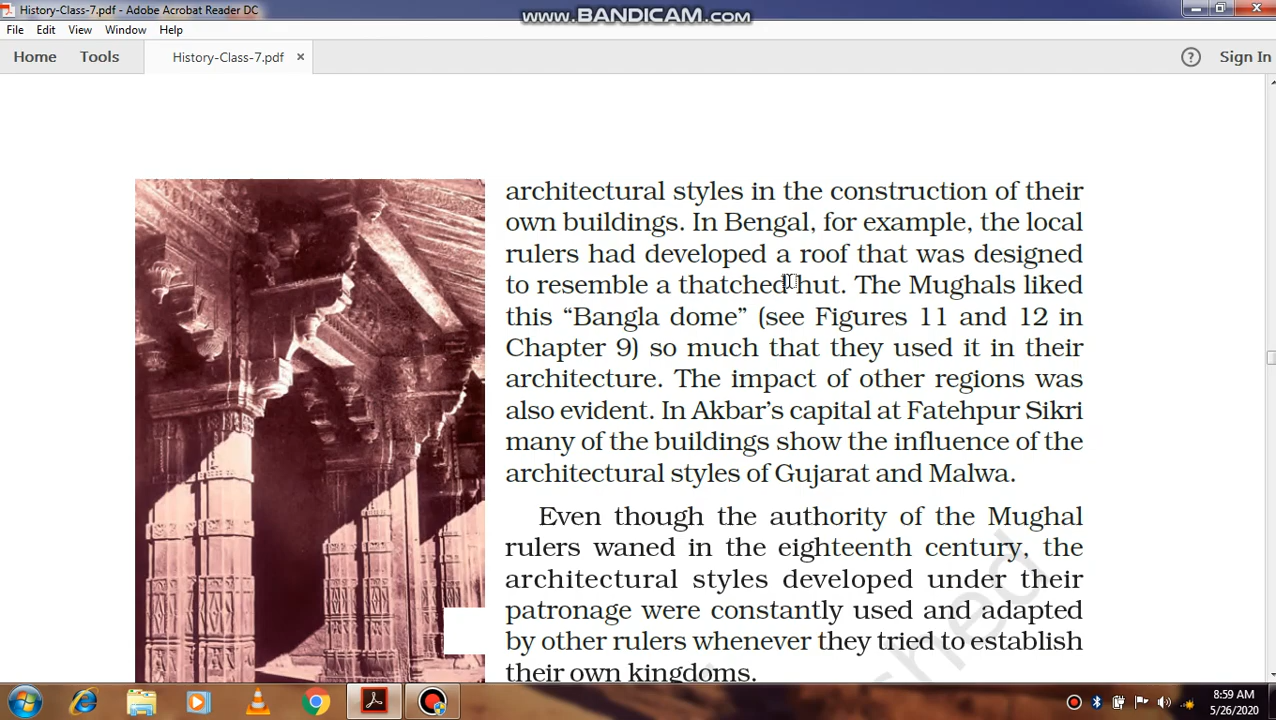 History-Class-7.pdf - Adobe Acrobat Reader DC
www.BANDICAM.com
File Edit View Window Help
Home Tools History-Class-7.pdf × ? Sign In
architectural styles in the construction of their
own buildings. In Bengal, for example, the local
rulers had developed a roof that was designed
to resemble a thatched hut. The Mughals liked
this “Bangla dome” (see Figures 11 and 12 in
Chapter 9) so much that they used it in their
architecture. The impact of other regions was
also evident. In Akbar’s capital at Fatehpur Sikri
many of the buildings show the influence of the
architectural styles of Gujarat and Malwa.
Even though the authority of the Mughal
rulers waned in the eighteenth century, the
architectural styles developed under their
patronage were constantly used and adapted
by other rulers whenever they tried to establish
their own kingdoms.
8:59 AM
5/26/2020